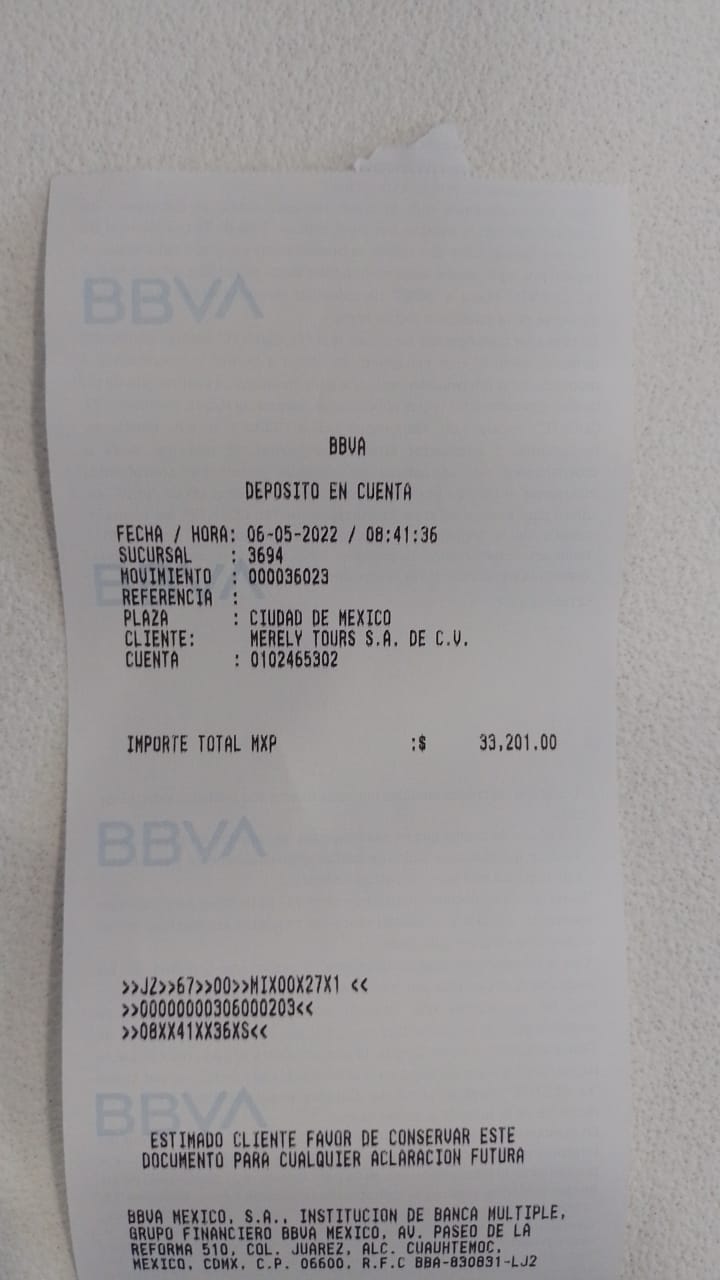 BBVA
BBVA
DEPOSITO EN CUENTA
FECHA / HORA: 06-05-2022 / 08:41:36
SUCURSAL : 3694
MOVIMIENTO : 000036023
REFERENCIA :
PLAZA : CIUDAD DE MEXICO
CLIENTE: MERELY TOURS S.A. DE C.V.
CUENTA : 0102465302
IMPORTE TOTAL MXP :$ 33,201.00
BBVA
>>JZ>>67>>00>>MIX00X27X1 <<
>>00000000306000203<<
>>08XX41XX36XS<<
BBVA
ESTIMADO CLIENTE FAVOR DE CONSERVAR ESTE
DOCUMENTO PARA CUALQUIER ACLARACION FUTURA
BBVA MEXICO, S.A., INSTITUCION DE BANCA MULTIPLE,
GRUPO FINANCIERO BBVA MEXICO, AV. PASEO DE LA
REFORMA 510, COL. JUAREZ, ALC. CUAUHTEMOC,
MEXICO, CDMX, C.P. 06600, R.F.C BBA-830831-LJ2